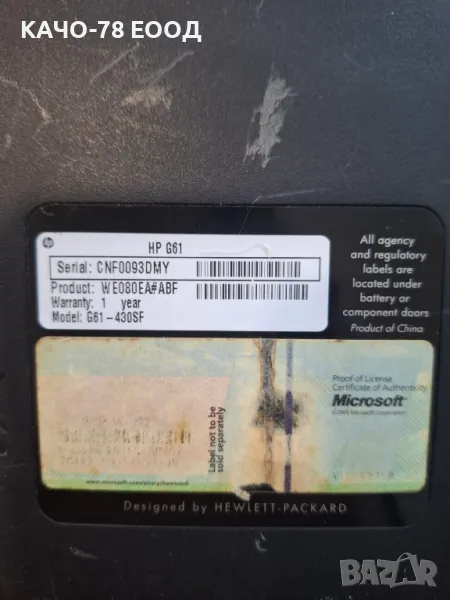 КАЧО-78 ЕООД
hp
HP G61
Serial: CNF0093DMY
Product: WE080EA#ABF
Warranty: 1 year
Model: G61-430SF
All agency
and regulatory
labels are
located under
battery or
component doors
Product of China
Proof of License
Certificate of Authenticity
Microsoft
Label not to be
sold separately
Designed by HEWLETT-PACKARD
BAZAR